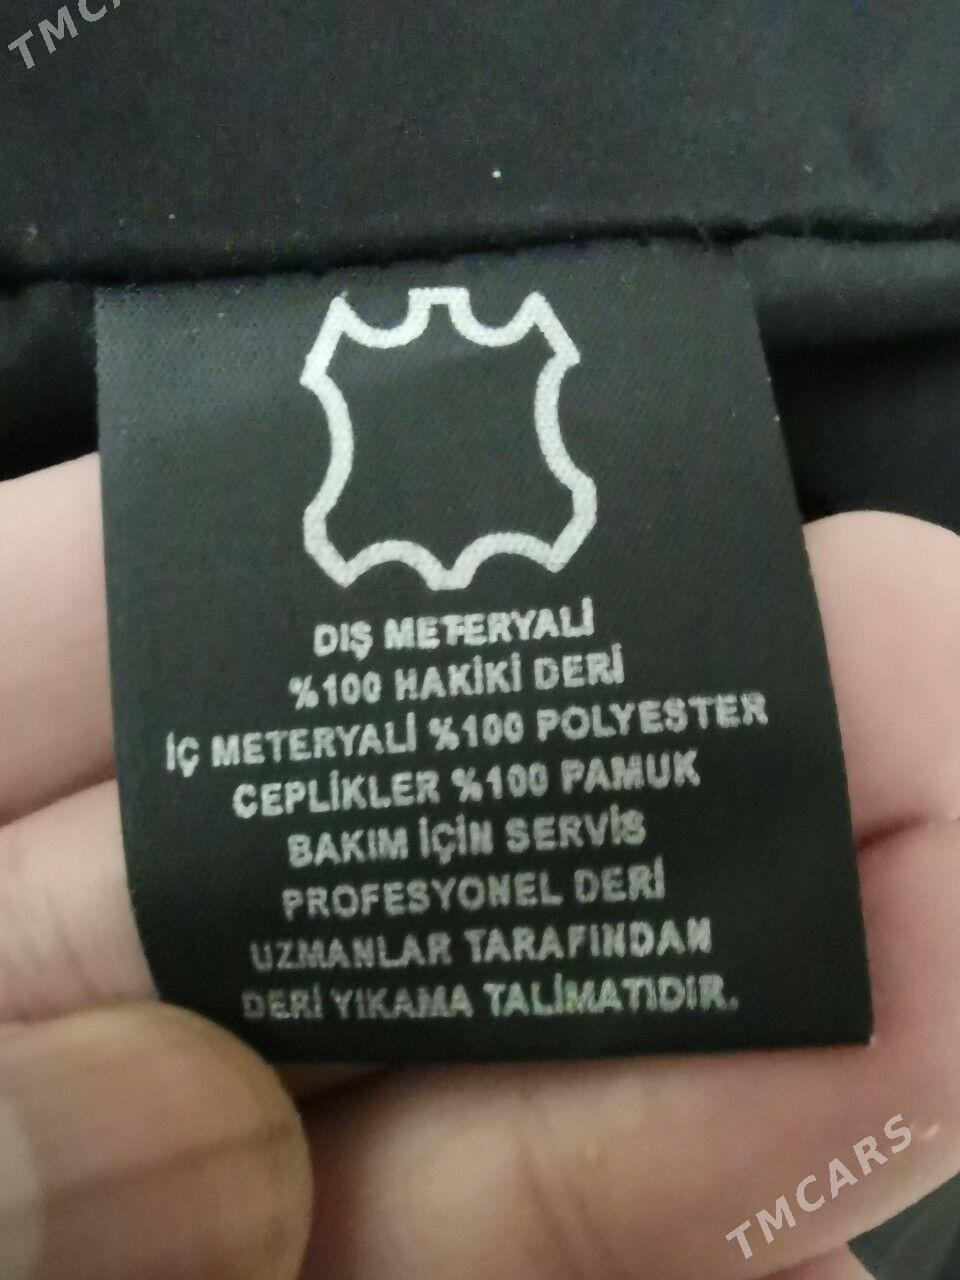 TMCA
DIŞ METERYALİ
%100 HAKİKİ DERİ
İÇ METERYALİ %100 POLYESTER
CEPLİKLER %100 PAMUK
BAKIM İÇİN SERVİS
PROFESYONEL DERİ
UZMANLAR TARAFINDAN
DERİ YIKAMA TALİMATIDIR.
TMCARS